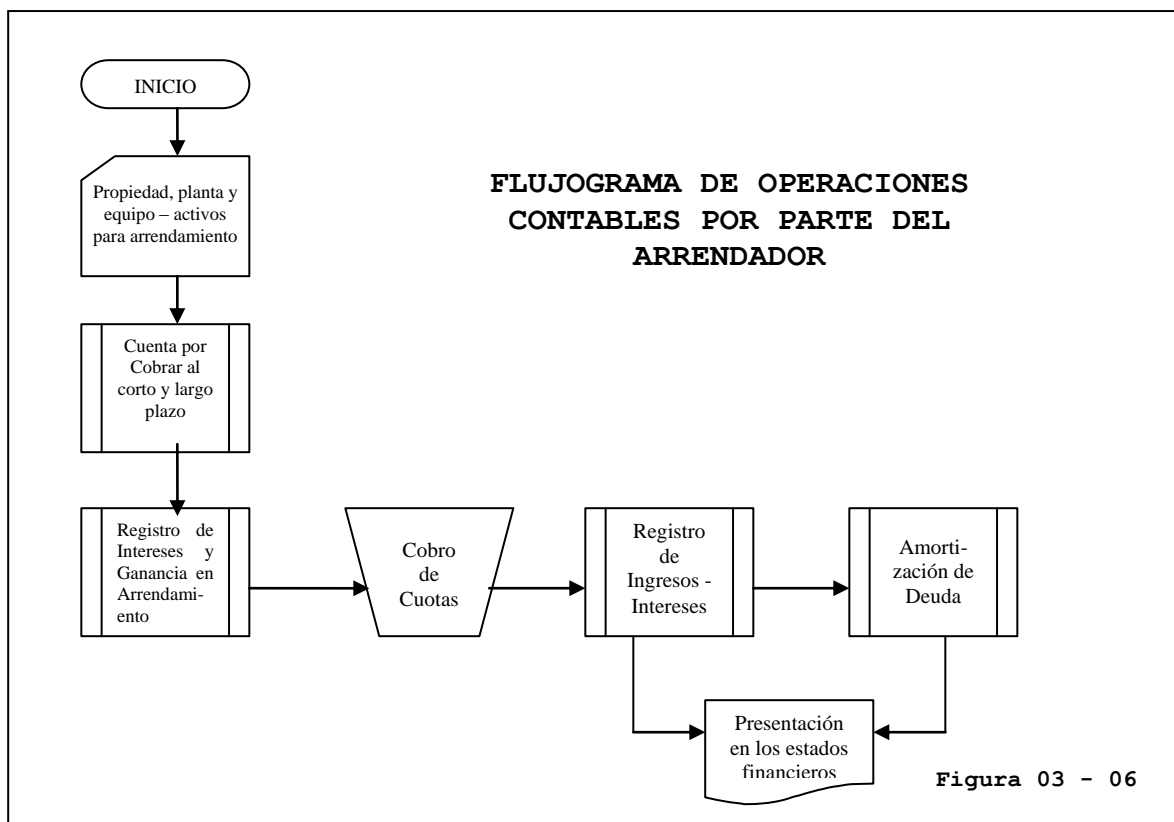 INICIO
Propiedad, planta y
equipo – activos
para arrendamiento
FLUJOGRAMA DE OPERACIONES
CONTABLES POR PARTE DEL
ARRENDADOR
Cuenta por
Cobrar al
corto y largo
plazo
Registro de
Intereses y
Ganancia en
Arrendami-
ento
Cobro
de
Cuotas
Registro
de
Ingresos -
Intereses
Amorti-
zación de
Deuda
Presentación
en los estados
financieros
Figura 03 - 06